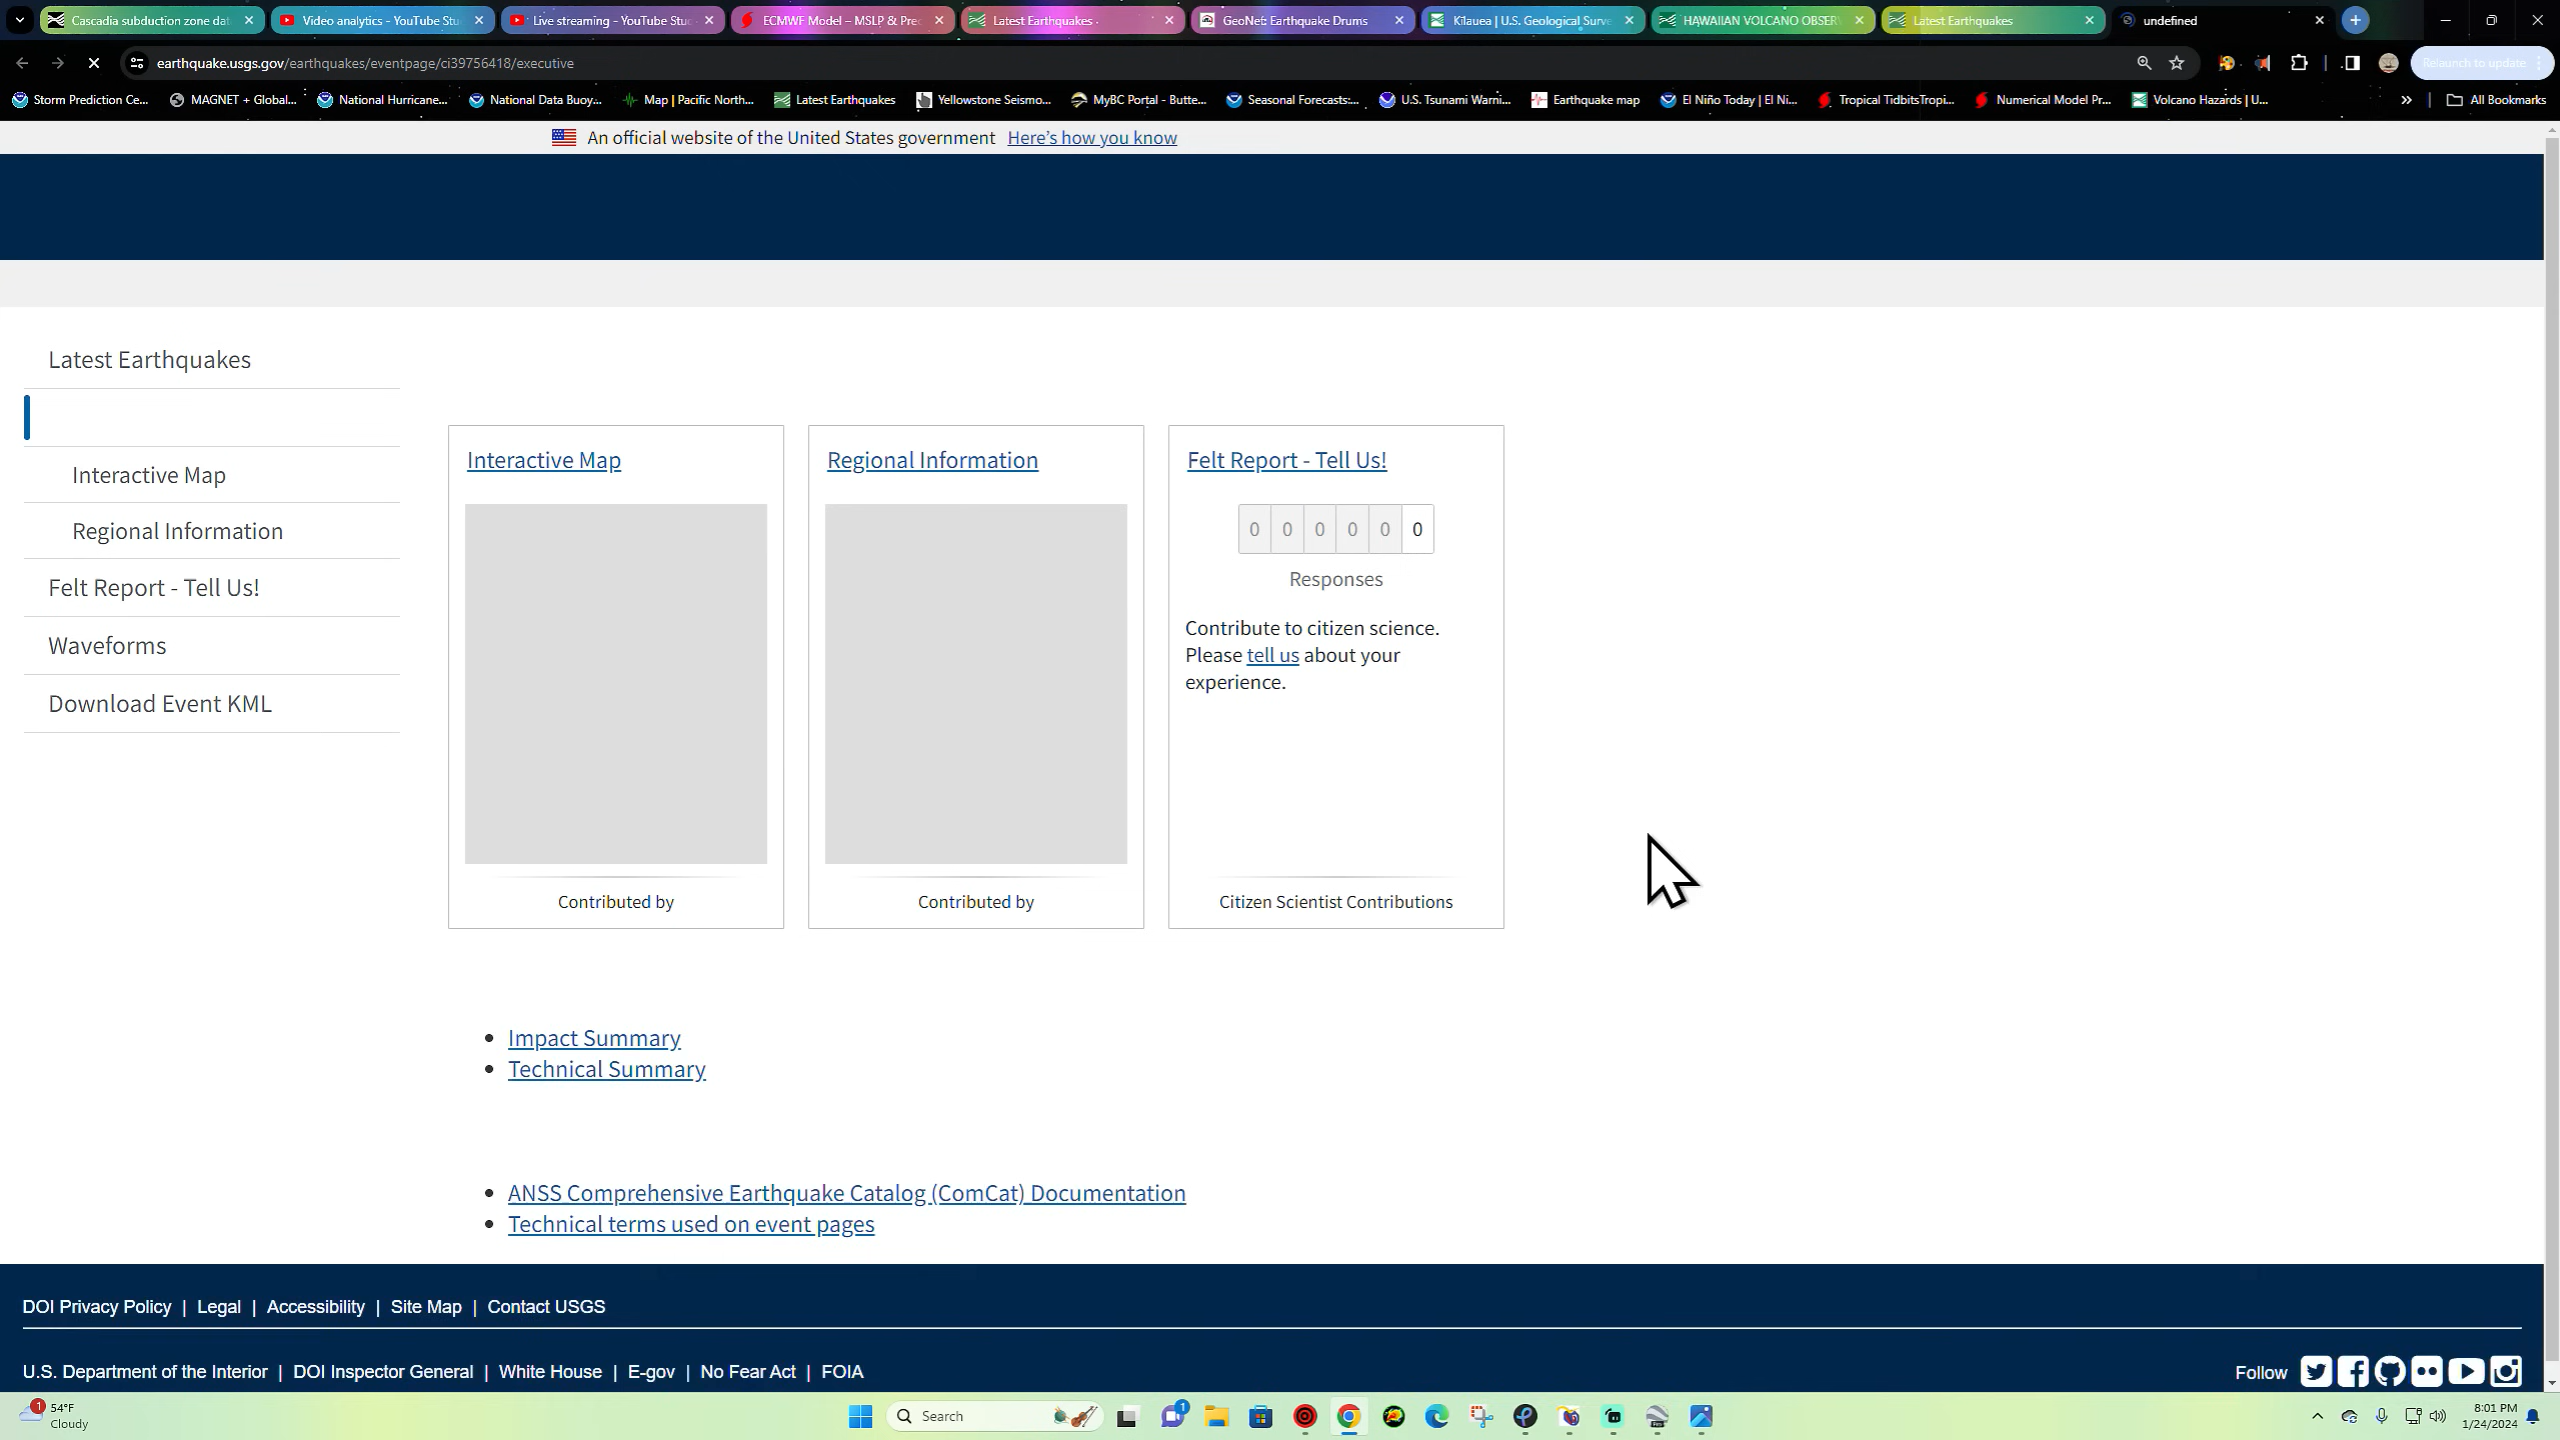 Cascadia subduction zone dat
Video analytics - YouTube Stu
Live streaming - YouTube Stud
ECMWF Model – MSLP & Prec
Latest Earthquakes
GeoNet: Earthquake Drums
Kilauea | U.S. Geological Surve
HAWAIIAN VOLCANO OBSER
Latest Earthquakes
undefined
earthquake.usgs.gov/earthquakes/eventpage/ci39756418/executive
Relaunch to update
Storm Prediction Ce...
MAGNET + Global...
National Hurricane...
National Data Buoy...
Map | Pacific North...
Latest Earthquakes
Yellowstone Seismo...
MyBC Portal - Butte...
Seasonal Forecasts:...
U.S. Tsunami Warni...
Earthquake map
El Niño Today | El Ni...
Tropical TidbitsTropi...
Numerical Model Pr...
Volcano Hazards | U...
All Bookmarks
An official website of the United States government Here's how you know
Latest Earthquakes
Interactive Map
Regional Information
Felt Report - Tell Us!
Waveforms
Download Event KML
Interactive Map
Contributed by
Regional Information
Contributed by
Felt Report - Tell Us!
0 0 0 0 0 0
Responses
Contribute to citizen science.
Please tell us about your
experience.
Citizen Scientist Contributions
Impact Summary
Technical Summary
ANSS Comprehensive Earthquake Catalog (ComCat) Documentation
Technical terms used on event pages
DOI Privacy Policy | Legal | Accessibility | Site Map | Contact USGS
U.S. Department of the Interior | DOI Inspector General | White House | E-gov | No Fear Act | FOIA
Follow
1
54°F
Cloudy
Search
1
8:01 PM
1/24/2024